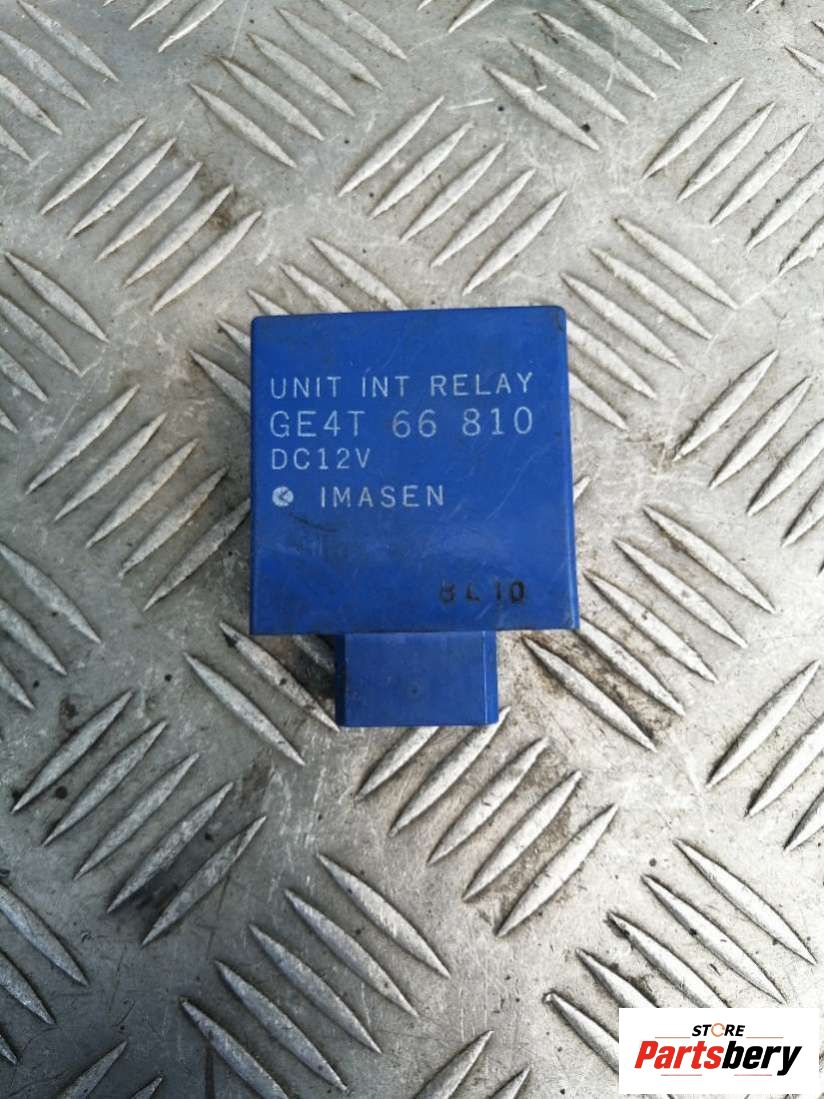 UNIT INT RELAY
GE4T 66 810
DC12V
IMASEN
8L10
STORE
Partsbery